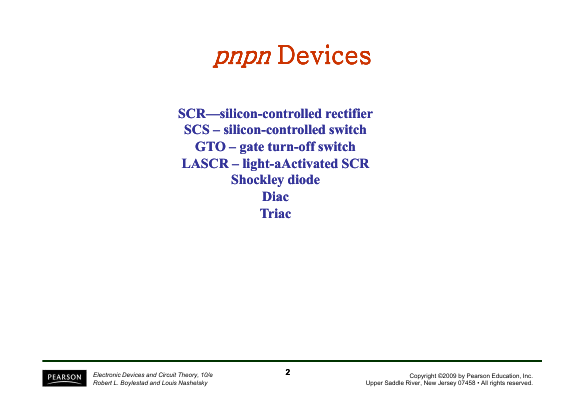 pnpn Devices
SCR—silicon-controlled rectifier
SCS – silicon-controlled switch
GTO – gate turn-off switch
LASCR – light-aActivated SCR
Shockley diode
Diac
Triac
PEARSON
Electronic Devices and Circuit Theory, 10/e
Robert L. Boylestad and Louis Nashelsky
2
Copyright ©2009 by Pearson Education, Inc.
Upper Saddle River, New Jersey 07458 • All rights reserved.